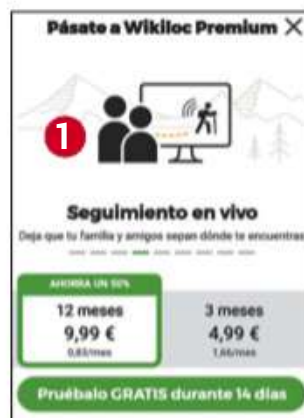 Pásate a Wikiloc Premium X
1
Seguimiento en vivo
Deja que tu familia y amigos sepan dónde te encuentras
AHORRA UN 50%
12 meses
9,99 €
0,83/mes
3 meses
4,99 €
1,66/mes
Pruébalo GRATIS durante 14 días